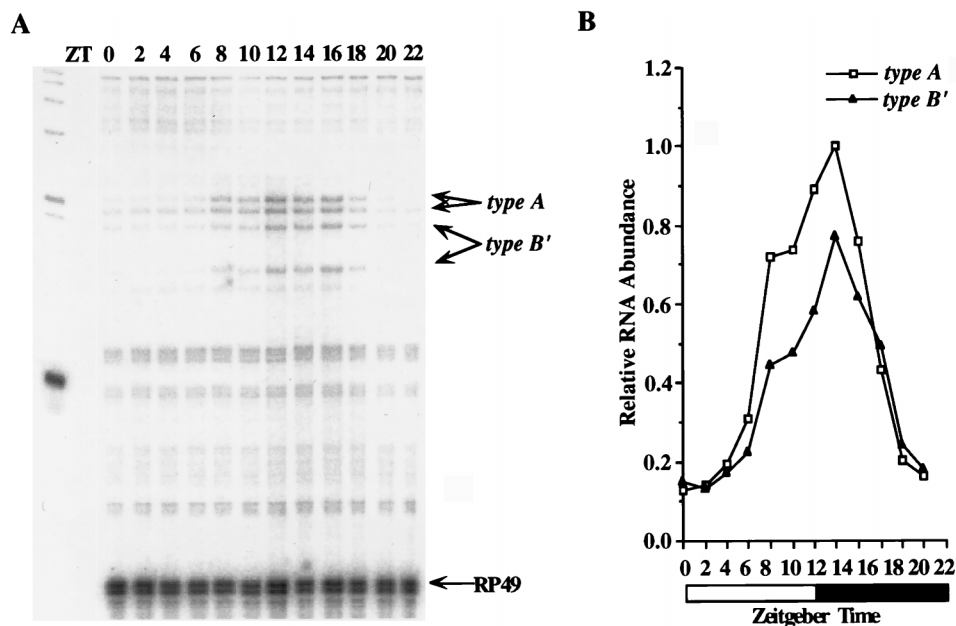 A
ZT 0 2 4 6 8 10 12 14 16 18 20 22
type A
type B'
RP49
B
1.2
1.0
0.8
0.6
0.4
0.2
0.0
Relative RNA Abundance
type A
type B'
0 2 4 6 8 10 12 14 16 18 20 22
Zeitgeber Time